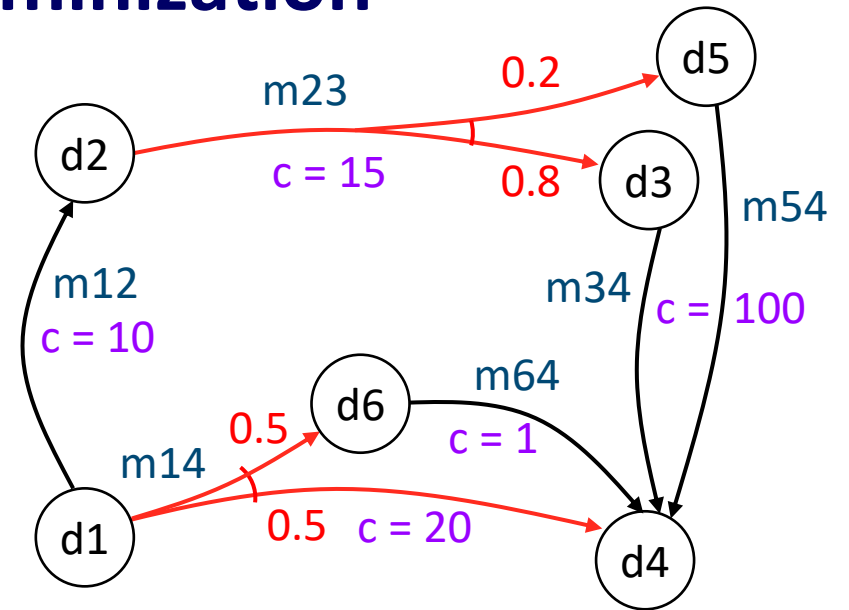 d5
0.2
m23
d2
c = 15
0.8
d3
m54
m12
m34
c = 100
c = 10
m64
d6
0.5
c = 1
m14
0.5 c = 20
d1
d4